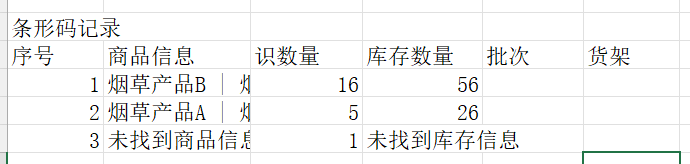 条形码记录
序号 商品信息 识数量 库存数量 批次 货架
1 烟草产品B | 16 56
2 烟草产品A | 5 26
3 未找到商品信息 1 未找到库存信息